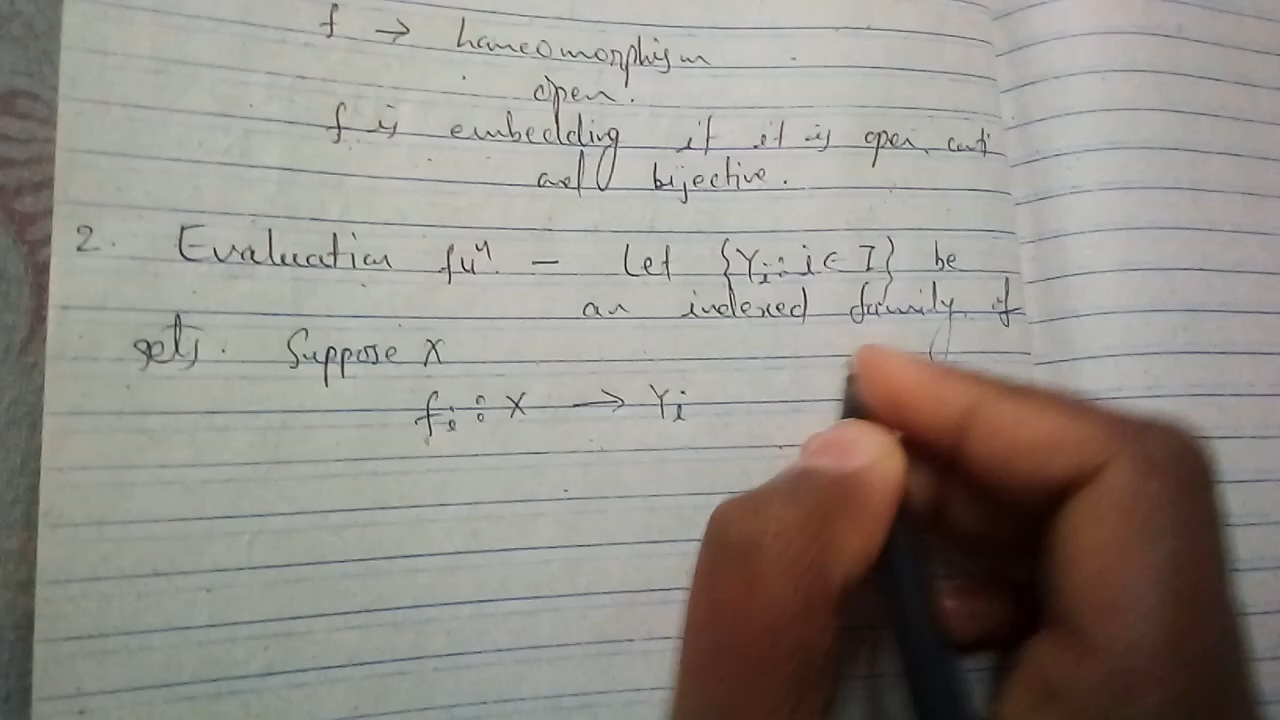 f → homeomorphism
open.
f is embedding if it is open, cont
and bijective.
2. Evaluation fuⁿ. - Let {Yᵢ: i ∈ I} be
an indexed family of
sets. Suppose X
fᵢ : X → Yᵢ